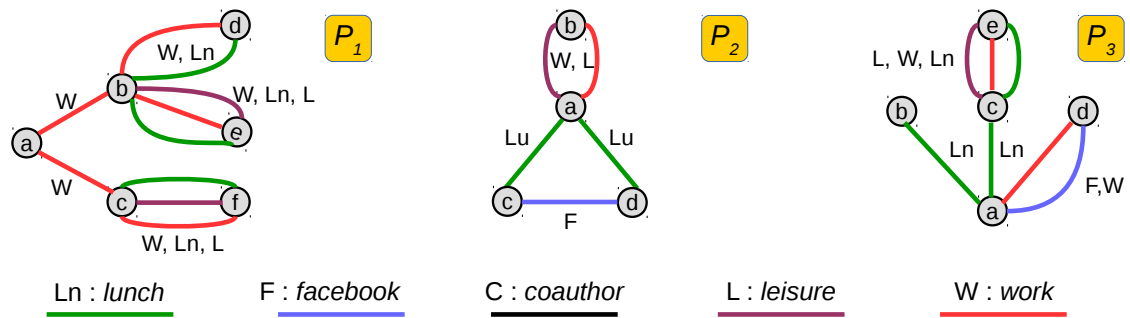 d
P1
W, Ln
b
W, Ln, L
W
e
a
W
c
f
W, Ln, L
b
P2
W, L
a
Lu
Lu
c
F
d
e
P3
L, W, Ln
b
c
d
Ln
Ln
F,W
a
Ln : lunch
F : facebook
C : coauthor
L : leisure
W : work